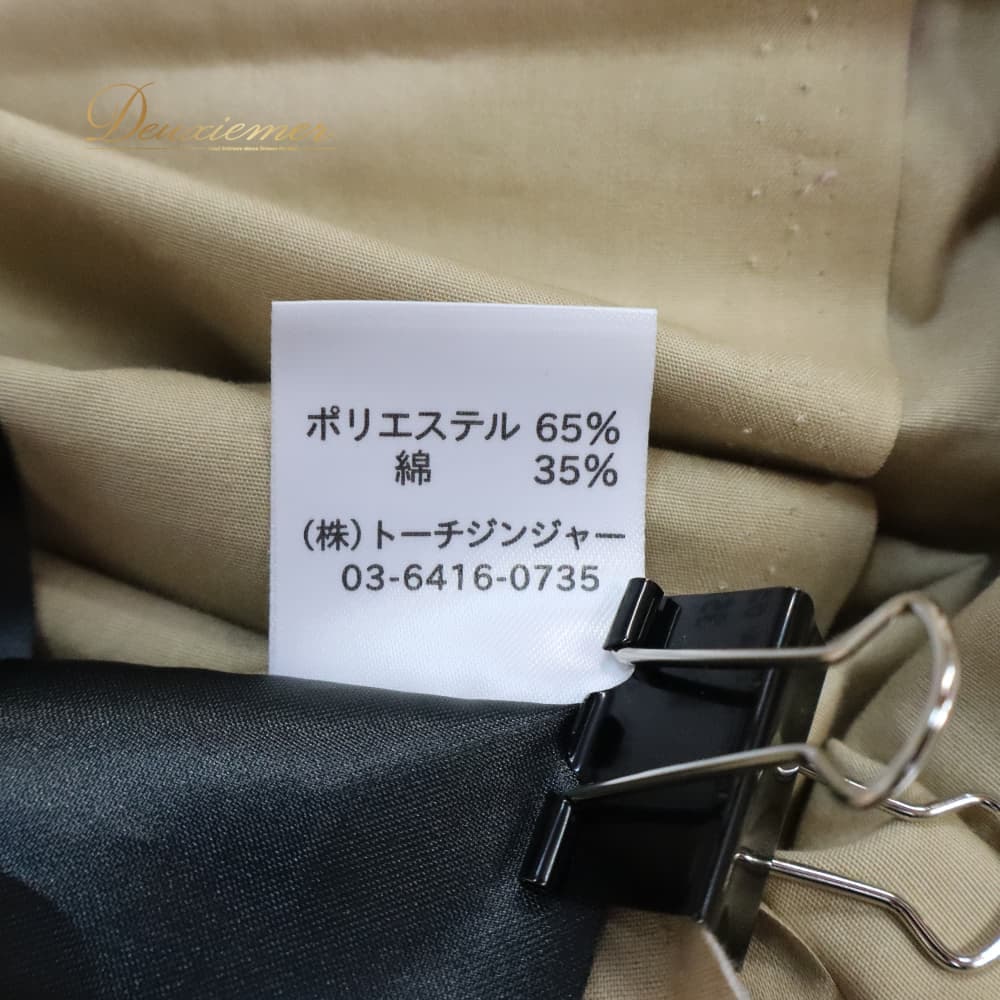 Deuxiemer
ポリエステル 65%
綿 35%
(株)トーチジンジャー
03-6416-0735